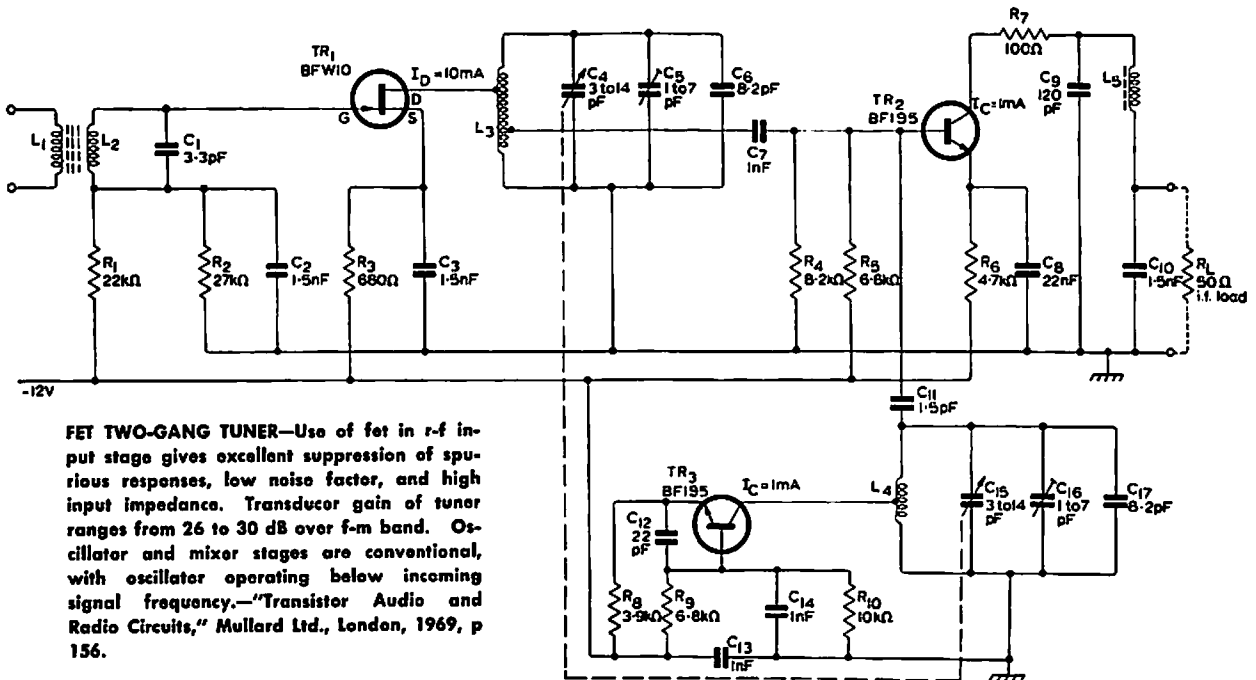 R7
100Ω
TR1
BFW10
ID=10mA
G
D
S
L1
L2
C1
3·3pF
L3
C4
3 to 14
pF
C5
1 to 7
pF
C6
8·2pF
C7
1nF
TR2
BF195
IC=1mA
C9
120
pF
L5
R1
22kΩ
R2
27kΩ
C2
1·5nF
R3
680Ω
C3
1·5nF
R4
8·2kΩ
R5
6·8kΩ
R6
4·7kΩ
C8
22nF
C10
1·5nF
RL
50Ω
i.f. load
-12V
C11
1·5pF
TR3
BF195
IC=1mA
L4
C15
3 to 14
pF
C16
1 to 7
pF
C17
8·2pF
C12
22
pF
R8
3·9kΩ
R9
6·8kΩ
C14
1nF
R10
10kΩ
C13
1nF
FET TWO-GANG TUNER—Use of fet in r-f in-
put stage gives excellent suppression of spu-
rious responses, low noise factor, and high
input impedance. Transducer gain of tuner
ranges from 26 to 30 dB over f-m band. Os-
cillator and mixer stages are conventional,
with oscillator operating below incoming
signal frequency.—"Transistor Audio and
Radio Circuits," Mullard Ltd., London, 1969, p
156.